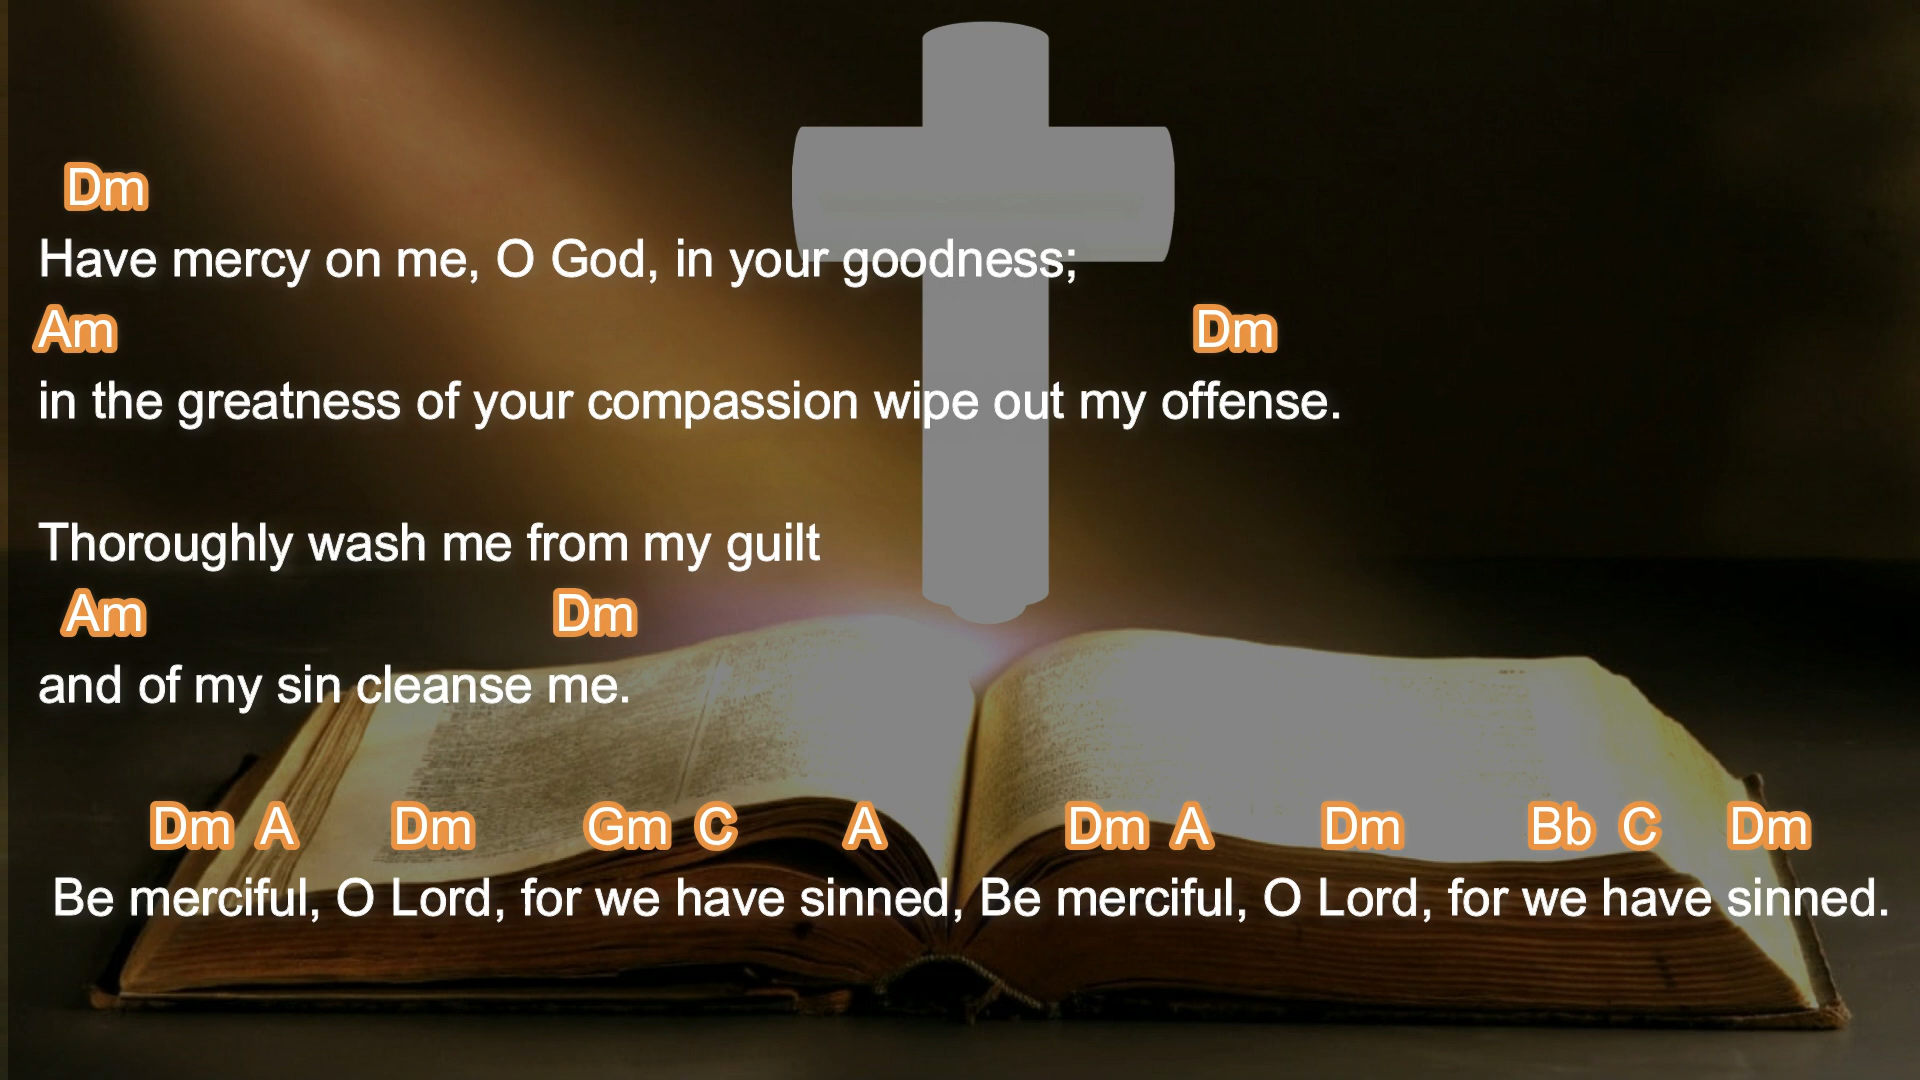 Dm
Have mercy on me, O God, in your goodness;
Am Dm
in the greatness of your compassion wipe out my offense.
Thoroughly wash me from my guilt
Am Dm
and of my sin cleanse me.
Dm A Dm Gm C A Dm A Dm Bb C Dm
Be merciful, O Lord, for we have sinned, Be merciful, O Lord, for we have sinned.